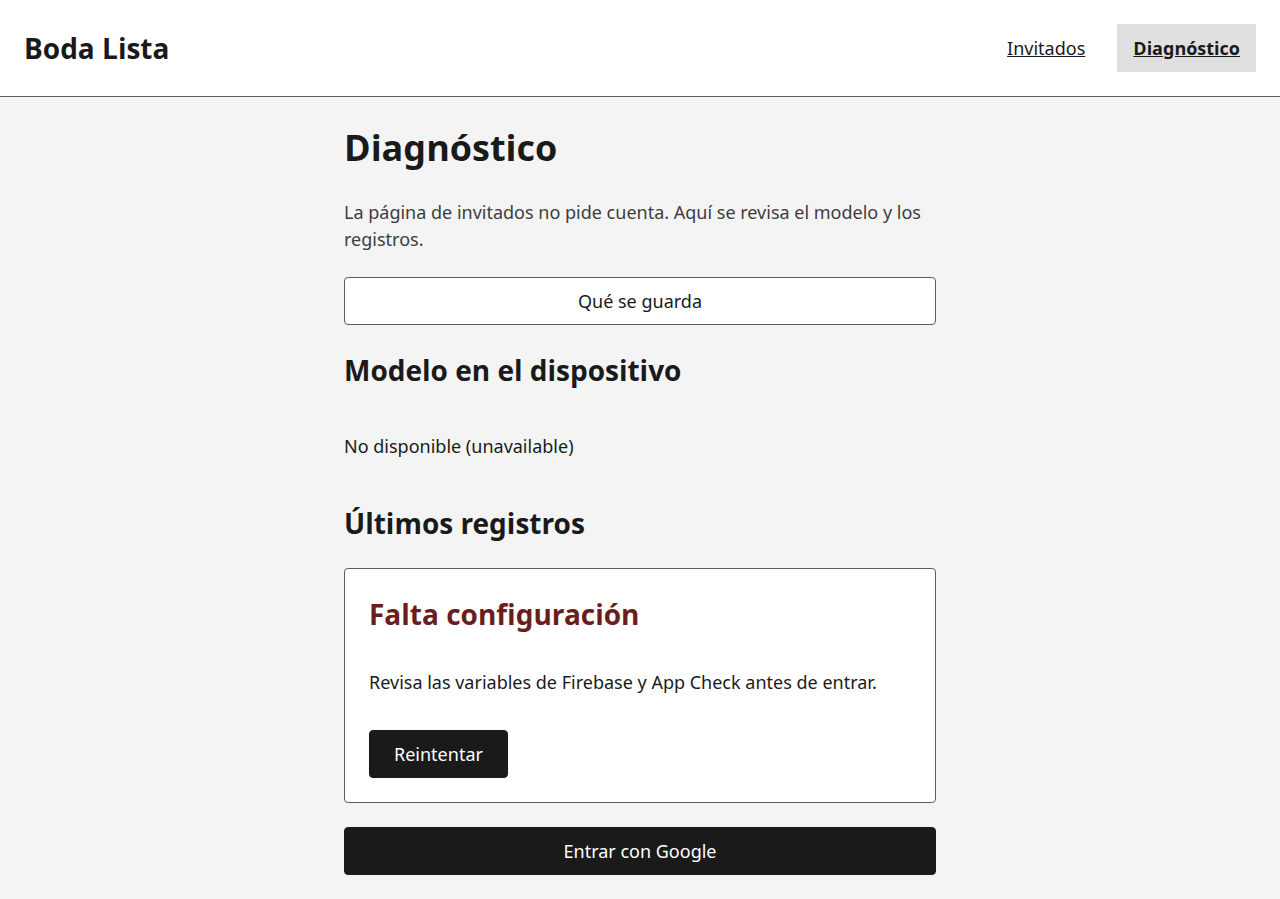 Boda Lista
Invitados
Diagnóstico
Diagnóstico
La página de invitados no pide cuenta. Aquí se revisa el modelo y los
registros.
Qué se guarda
Modelo en el dispositivo
No disponible (unavailable)
Últimos registros
Falta configuración
Revisa las variables de Firebase y App Check antes de entrar.
Reintentar
Entrar con Google